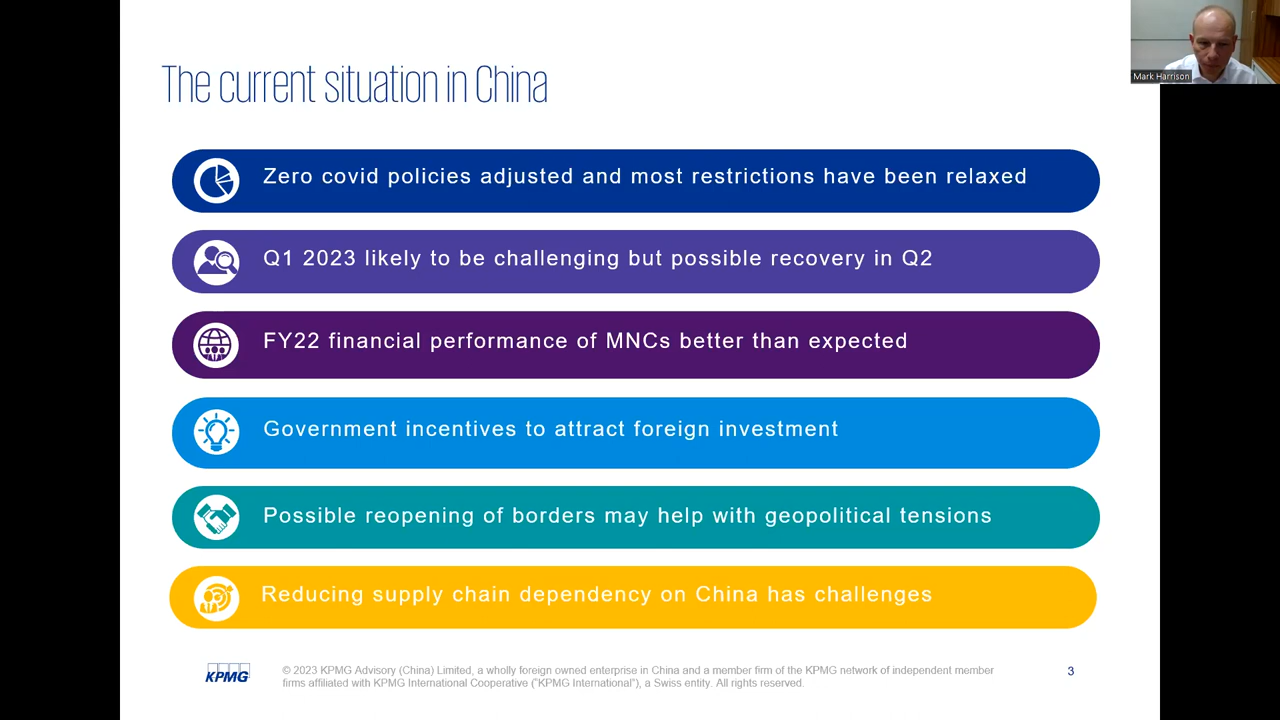 The current situation in China
Mark Harrison
Zero covid policies adjusted and most restrictions have been relaxed
Q1 2023 likely to be challenging but possible recovery in Q2
FY22 financial performance of MNCs better than expected
Government incentives to attract foreign investment
Possible reopening of borders may help with geopolitical tensions
Reducing supply chain dependency on China has challenges
KPMG
© 2023 KPMG Advisory (China) Limited, a wholly foreign owned enterprise in China and a member firm of the KPMG network of independent member
firms affiliated with KPMG International Cooperative ("KPMG International"), a Swiss entity. All rights reserved.
3